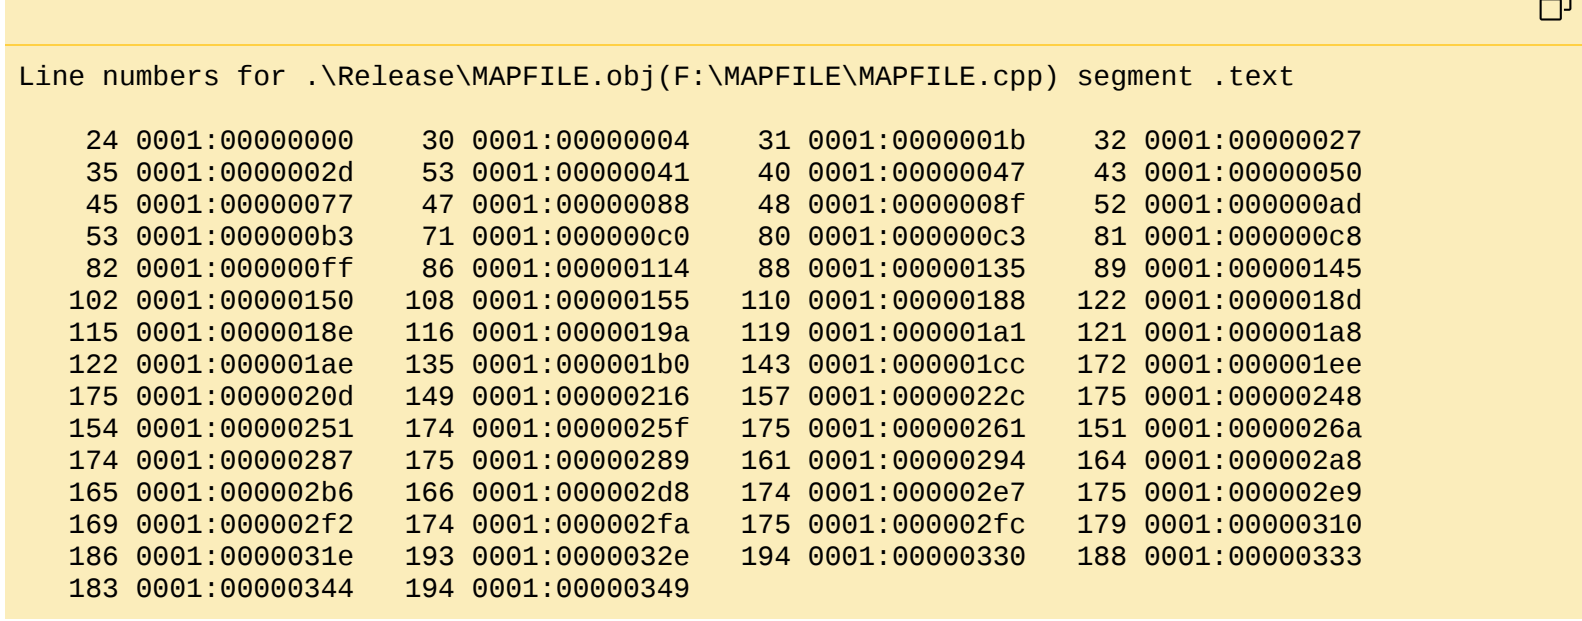 Line numbers for .\Release\MAPFILE.obj(F:\MAPFILE\MAPFILE.cpp) segment .text
24 0001:00000000 30 0001:00000004 31 0001:0000001b 32 0001:00000027
35 0001:0000002d 53 0001:00000041 40 0001:00000047 43 0001:00000050
45 0001:00000077 47 0001:00000088 48 0001:0000008f 52 0001:000000ad
53 0001:000000b3 71 0001:000000c0 80 0001:000000c3 81 0001:000000c8
82 0001:000000ff 86 0001:00000114 88 0001:00000135 89 0001:00000145
102 0001:00000150 108 0001:00000155 110 0001:00000188 122 0001:0000018d
115 0001:0000018e 116 0001:0000019a 119 0001:000001a1 121 0001:000001a8
122 0001:000001ae 135 0001:000001b0 143 0001:000001cc 172 0001:000001ee
175 0001:0000020d 149 0001:00000216 157 0001:0000022c 175 0001:00000248
154 0001:00000251 174 0001:0000025f 175 0001:00000261 151 0001:0000026a
174 0001:00000287 175 0001:00000289 161 0001:00000294 164 0001:000002a8
165 0001:000002b6 166 0001:000002d8 174 0001:000002e7 175 0001:000002e9
169 0001:000002f2 174 0001:000002fa 175 0001:000002fc 179 0001:00000310
186 0001:0000031e 193 0001:0000032e 194 0001:00000330 188 0001:00000333
183 0001:00000344 194 0001:00000349